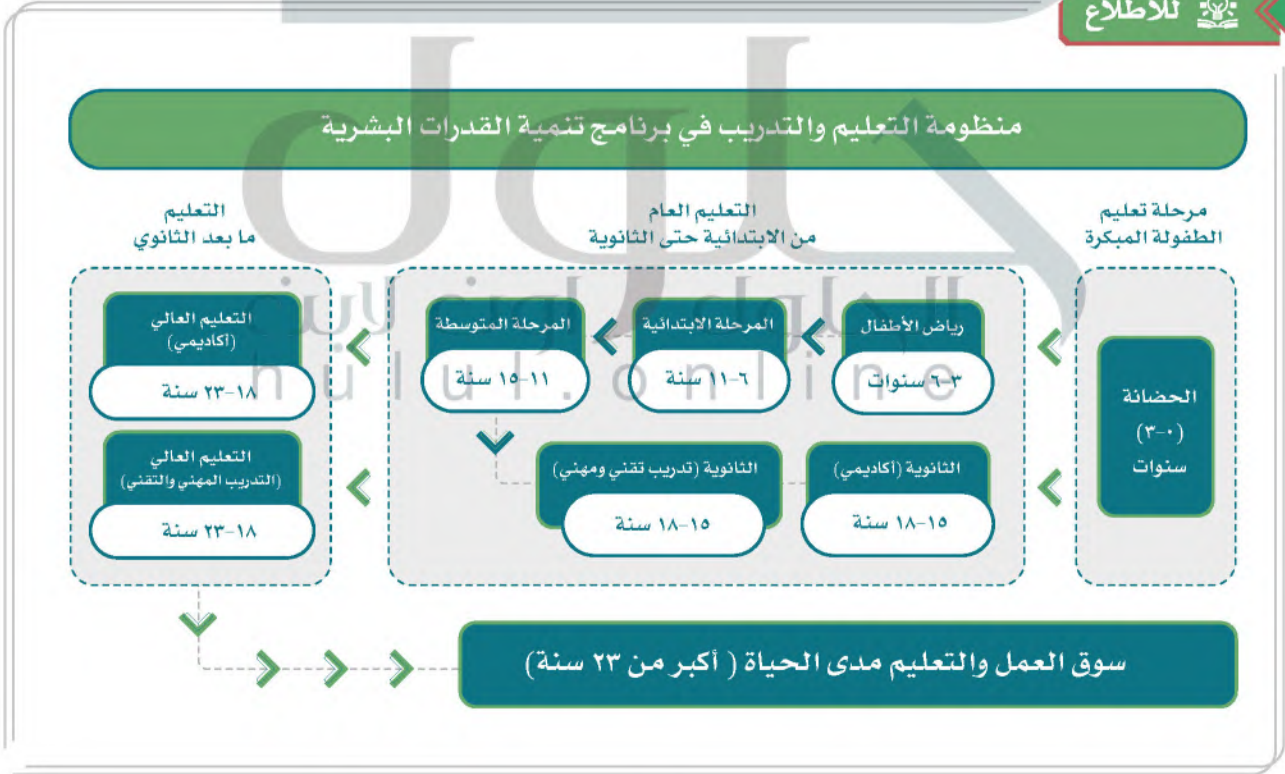 للاطلاع
منظومة التعليم والتدريب في برنامج تنمية القدرات البشرية
مرحلة تعليم
الطفولة المبكرة
التعليم العام
من الابتدائية حتى الثانوية
التعليم
ما بعد الثانوي
الحضانة
(٠-٣)
سنوات
رياض الأطفال
٣-٦ سنوات
المرحلة الابتدائية
٦-١١ سنة
المرحلة المتوسطة
١١-١٥ سنة
الثانوية (أكاديمي)
١٥-١٨ سنة
الثانوية (تدريب تقني ومهني)
١٥-١٨ سنة
التعليم العالي
(أكاديمي)
١٨-٢٣ سنة
التعليم العالي
(التدريب المهني والتقني)
١٨-٢٣ سنة
سوق العمل والتعليم مدى الحياة ( أكبر من ٢٣ سنة)
حلول
الحلول اونلاين
hulul.online